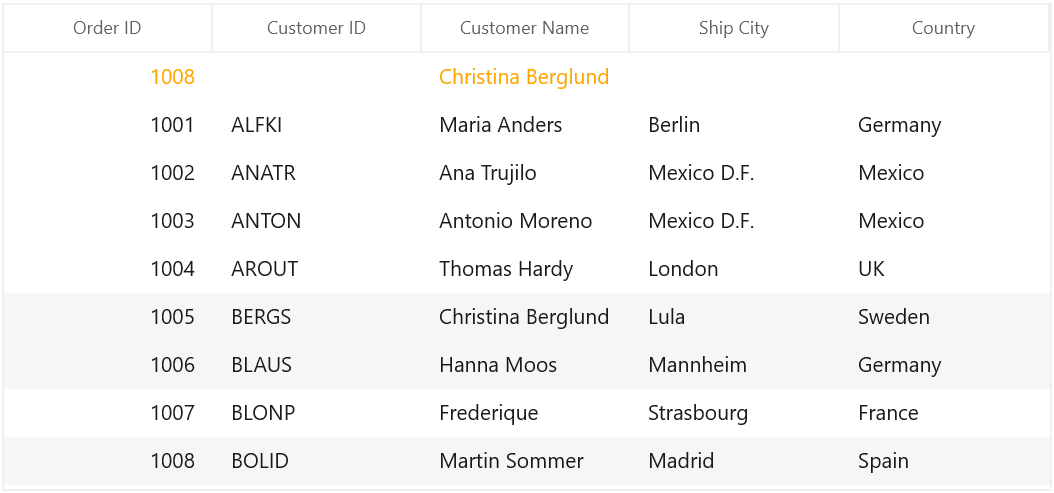 Order ID Customer ID Customer Name Ship City Country
1008 Christina Berglund
1001 ALFKI Maria Anders Berlin Germany
1002 ANATR Ana Trujilo Mexico D.F. Mexico
1003 ANTON Antonio Moreno Mexico D.F. Mexico
1004 AROUT Thomas Hardy London UK
1005 BERGS Christina Berglund Lula Sweden
1006 BLAUS Hanna Moos Mannheim Germany
1007 BLONP Frederique Strasbourg France
1008 BOLID Martin Sommer Madrid Spain